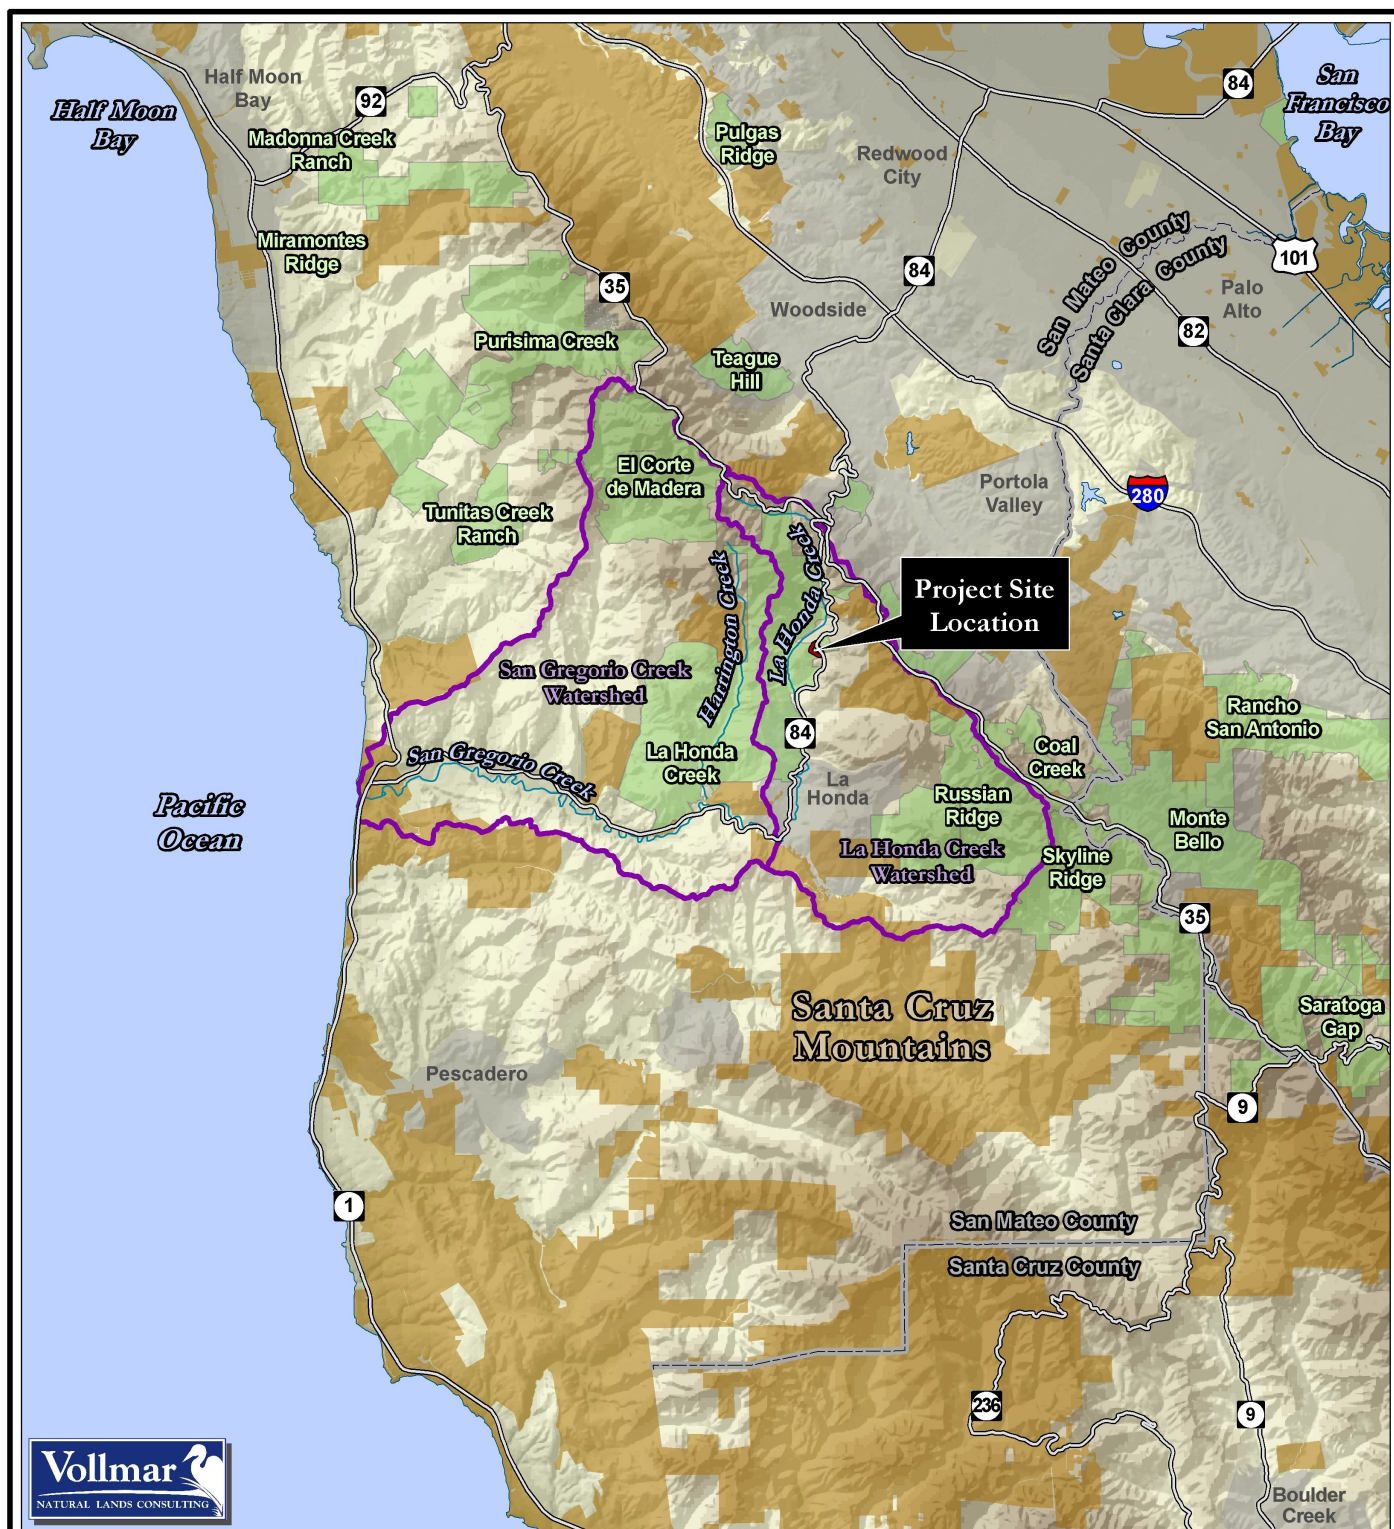 Half Moon
Bay
Half Moon
Bay
92
Madonna Creek
Ranch
Miramontes
Ridge
35
Purisima Creek
Pulgas
Ridge
Redwood
City
84
San
Francisco
Bay
San Mateo County
Santa Clara County
101
Palo
Alto
82
84
Woodside
Teague
Hill
El Corte
de Madera
Tunitas Creek
Ranch
Portola
Valley
280
Project Site
Location
Harrington Creek
La Honda Creek
San Gregorio Creek
Watershed
San Gregorio Creek
La Honda
Creek
84
La
Honda
Coal
Creek
Rancho
San Antonio
Russian
Ridge
Monte
Bello
La Honda Creek
Watershed
Skyline
Ridge
Pacific
Ocean
35
Santa Cruz
Mountains
Saratoga
Gap
Pescadero
9
1
San Mateo County
Santa Cruz County
236
9
Boulder
Creek
Vollmar
NATURAL LANDS CONSULTING